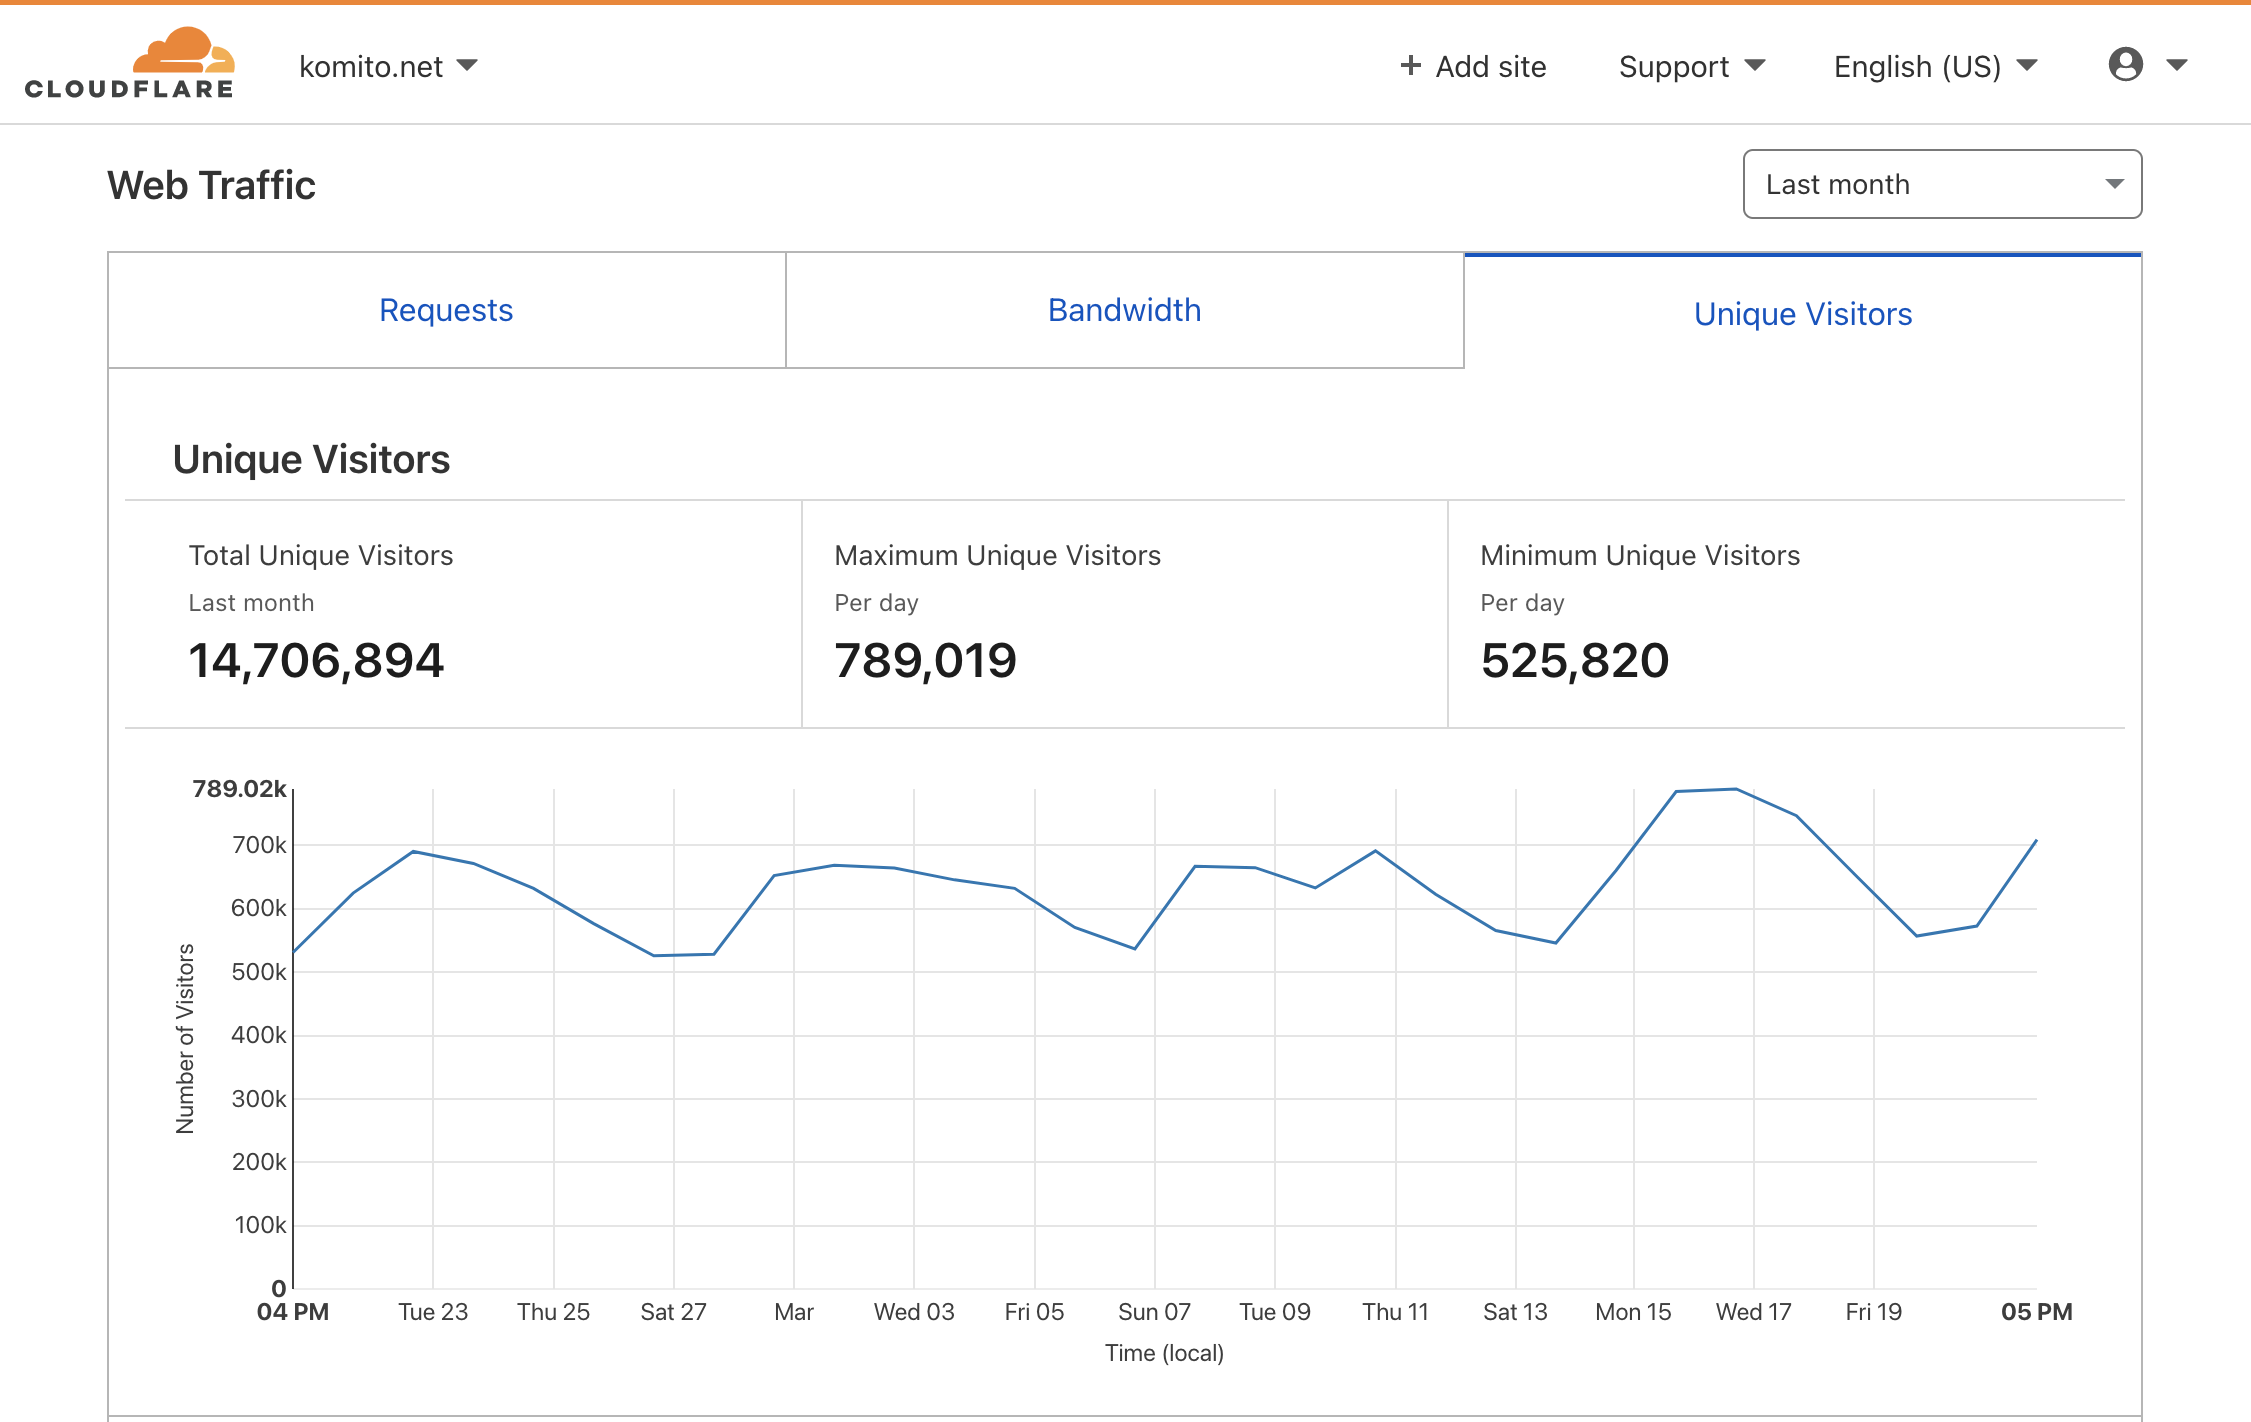 CLOUDFLARE
komito.net
+ Add site
Support
English (US)
Web Traffic
Last month
Requests
Bandwidth
Unique Visitors
Unique Visitors
Total Unique Visitors
Last month
14,706,894
Maximum Unique Visitors
Per day
789,019
Minimum Unique Visitors
Per day
525,820
789.02k
700k
600k
500k
400k
300k
200k
100k
0
Number of Visitors
04 PM
Tue 23
Thu 25
Sat 27
Mar
Wed 03
Fri 05
Sun 07
Tue 09
Thu 11
Sat 13
Mon 15
Wed 17
Fri 19
05 PM
Time (local)